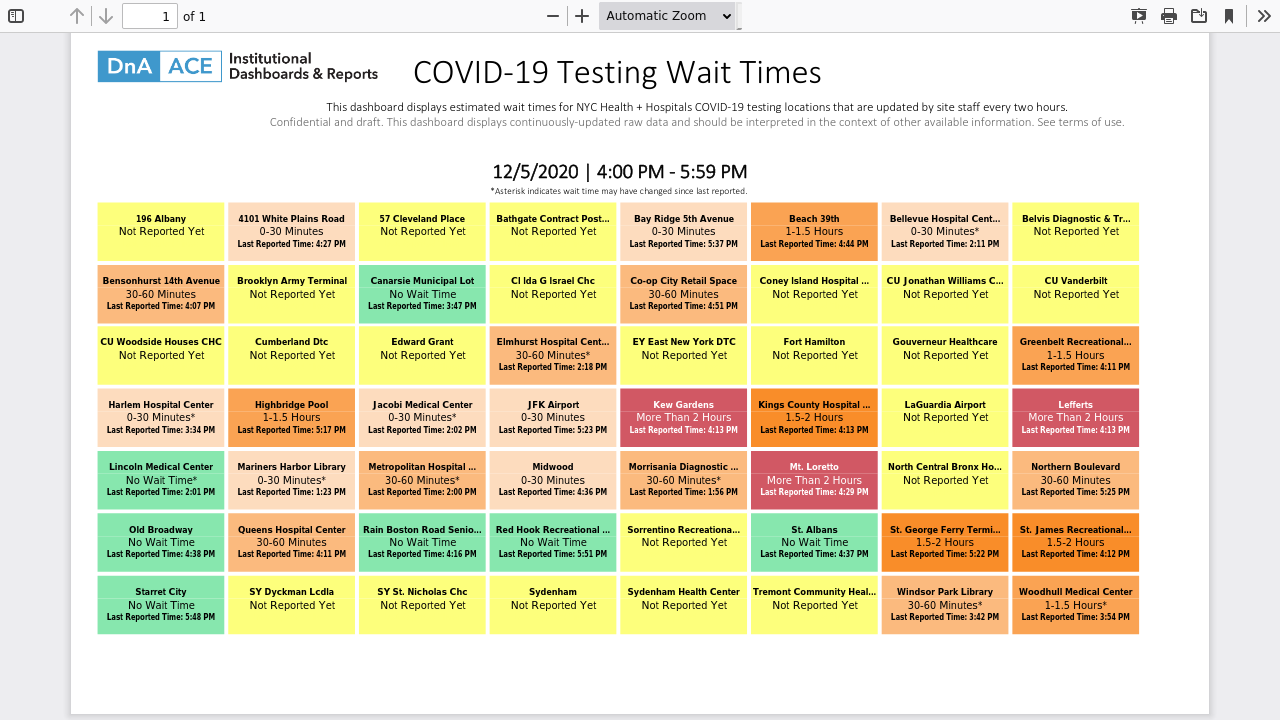 1 of 1 Automatic Zoom
DnA ACE Institutional Dashboards & Reports
COVID-19 Testing Wait Times
This dashboard displays estimated wait times for NYC Health + Hospitals COVID-19 testing locations that are updated by site staff every two hours.
Confidential and draft. This dashboard displays continuously-updated raw data and should be interpreted in the context of other available information. See terms of use.
12/5/2020 | 4:00 PM - 5:59 PM
*Asterisk indicates wait time may have changed since last reported.
196 Albany
Not Reported Yet
4101 White Plains Road
0-30 Minutes
Last Reported Time: 4:27 PM
57 Cleveland Place
Not Reported Yet
Bathgate Contract Post...
Not Reported Yet
Bay Ridge 5th Avenue
0-30 Minutes
Last Reported Time: 5:37 PM
Beach 39th
1-1.5 Hours
Last Reported Time: 4:44 PM
Bellevue Hospital Cent...
0-30 Minutes*
Last Reported Time: 2:11 PM
Belvis Diagnostic & Tr...
Not Reported Yet
Bensonhurst 14th Avenue
30-60 Minutes
Last Reported Time: 4:07 PM
Brooklyn Army Terminal
Not Reported Yet
Canarsie Municipal Lot
No Wait Time
Last Reported Time: 3:47 PM
Cl Ida G Israel Chc
Not Reported Yet
Co-op City Retail Space
30-60 Minutes
Last Reported Time: 4:51 PM
Coney Island Hospital ...
Not Reported Yet
CU Jonathan Williams C...
Not Reported Yet
CU Vanderbilt
Not Reported Yet
CU Woodside Houses CHC
Not Reported Yet
Cumberland Dtc
Not Reported Yet
Edward Grant
Not Reported Yet
Elmhurst Hospital Cent...
30-60 Minutes*
Last Reported Time: 2:18 PM
EY East New York DTC
Not Reported Yet
Fort Hamilton
Not Reported Yet
Gouverneur Healthcare
Not Reported Yet
Greenbelt Recreational...
1-1.5 Hours
Last Reported Time: 4:11 PM
Harlem Hospital Center
0-30 Minutes*
Last Reported Time: 3:34 PM
Highbridge Pool
1-1.5 Hours
Last Reported Time: 5:17 PM
Jacobi Medical Center
0-30 Minutes*
Last Reported Time: 2:02 PM
JFK Airport
0-30 Minutes
Last Reported Time: 5:23 PM
Kew Gardens
More Than 2 Hours
Last Reported Time: 4:13 PM
Kings County Hospital ...
1.5-2 Hours
Last Reported Time: 4:13 PM
LaGuardia Airport
Not Reported Yet
Lefferts
More Than 2 Hours
Last Reported Time: 4:13 PM
Lincoln Medical Center
No Wait Time*
Last Reported Time: 2:01 PM
Mariners Harbor Library
0-30 Minutes*
Last Reported Time: 1:23 PM
Metropolitan Hospital ...
30-60 Minutes*
Last Reported Time: 2:00 PM
Midwood
0-30 Minutes
Last Reported Time: 4:36 PM
Morrisania Diagnostic ...
30-60 Minutes*
Last Reported Time: 1:56 PM
Mt. Loretto
More Than 2 Hours
Last Reported Time: 4:29 PM
North Central Bronx Ho...
Not Reported Yet
Northern Boulevard
30-60 Minutes
Last Reported Time: 5:25 PM
Old Broadway
No Wait Time
Last Reported Time: 4:38 PM
Queens Hospital Center
30-60 Minutes
Last Reported Time: 4:11 PM
Rain Boston Road Senio...
No Wait Time
Last Reported Time: 4:16 PM
Red Hook Recreational ...
No Wait Time
Last Reported Time: 5:51 PM
Sorrentino Recreationa...
Not Reported Yet
St. Albans
No Wait Time
Last Reported Time: 4:37 PM
St. George Ferry Termi...
1.5-2 Hours
Last Reported Time: 5:22 PM
St. James Recreational...
1.5-2 Hours
Last Reported Time: 4:12 PM
Starret City
No Wait Time
Last Reported Time: 5:48 PM
SY Dyckman Lcdla
Not Reported Yet
SY St. Nicholas Chc
Not Reported Yet
Sydenham
Not Reported Yet
Sydenham Health Center
Not Reported Yet
Tremont Community Heal...
Not Reported Yet
Windsor Park Library
30-60 Minutes*
Last Reported Time: 3:42 PM
Woodhull Medical Center
1-1.5 Hours*
Last Reported Time: 3:54 PM